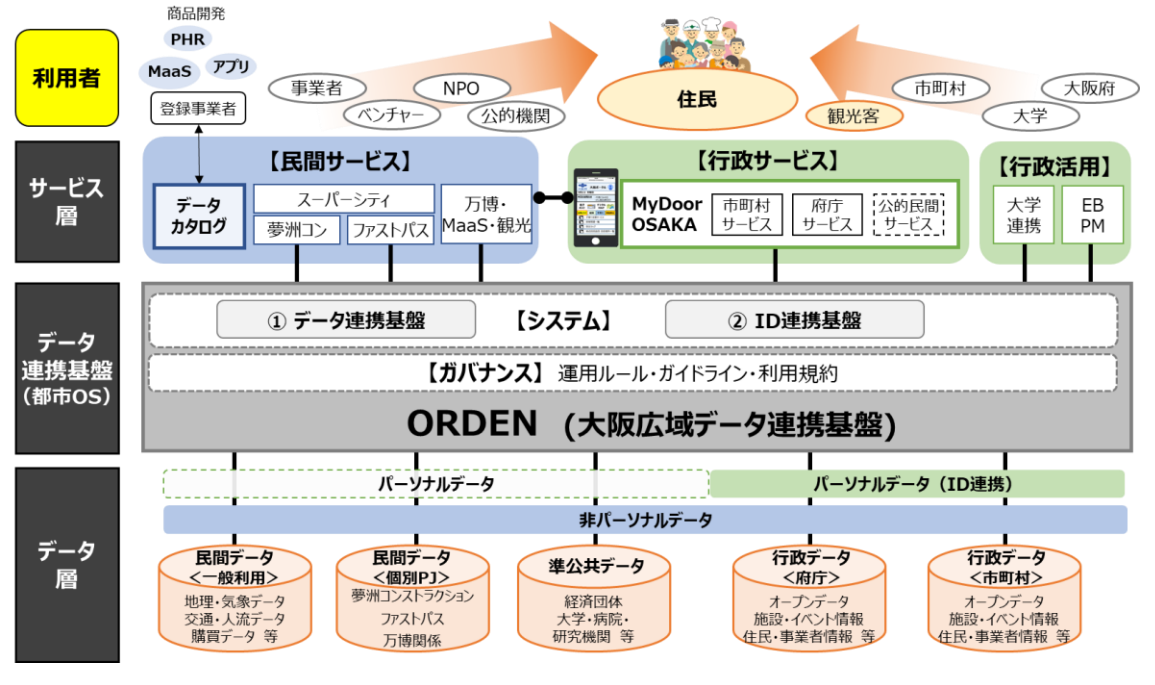 商品開発
PHR
MaaS
アプリ
登録事業者
利用者
事業者
ベンチャー
NPO
公的機関
住民
観光客
市町村
大学
大阪府
サービス
層
【民間サービス】
データ
カタログ
スーパーシティ
夢洲コン
ファストパス
万博・
MaaS・観光
【行政サービス】
MyDoor
OSAKA
市町村
サービス
府庁
サービス
公的民間
サービス
【行政活用】
大学
連携
EB
PM
データ
連携基盤
（都市OS）
① データ連携基盤
【システム】
② ID連携基盤
【ガバナンス】 運用ルール・ガイドライン・利用規約
ORDEN （大阪広域データ連携基盤）
データ
層
パーソナルデータ
パーソナルデータ（ID連携）
非パーソナルデータ
民間データ
＜一般利用＞
地理・気象データ
交通・人流データ
購買データ 等
民間データ
＜個別PJ＞
夢洲コンストラクション
ファストパス
万博関係
準公共データ
経済団体
大学・病院・
研究機関 等
行政データ
＜府庁＞
オープンデータ
施設・イベント情報
住民・事業者情報 等
行政データ
＜市町村＞
オープンデータ
施設・イベント情報
住民・事業者情報 等